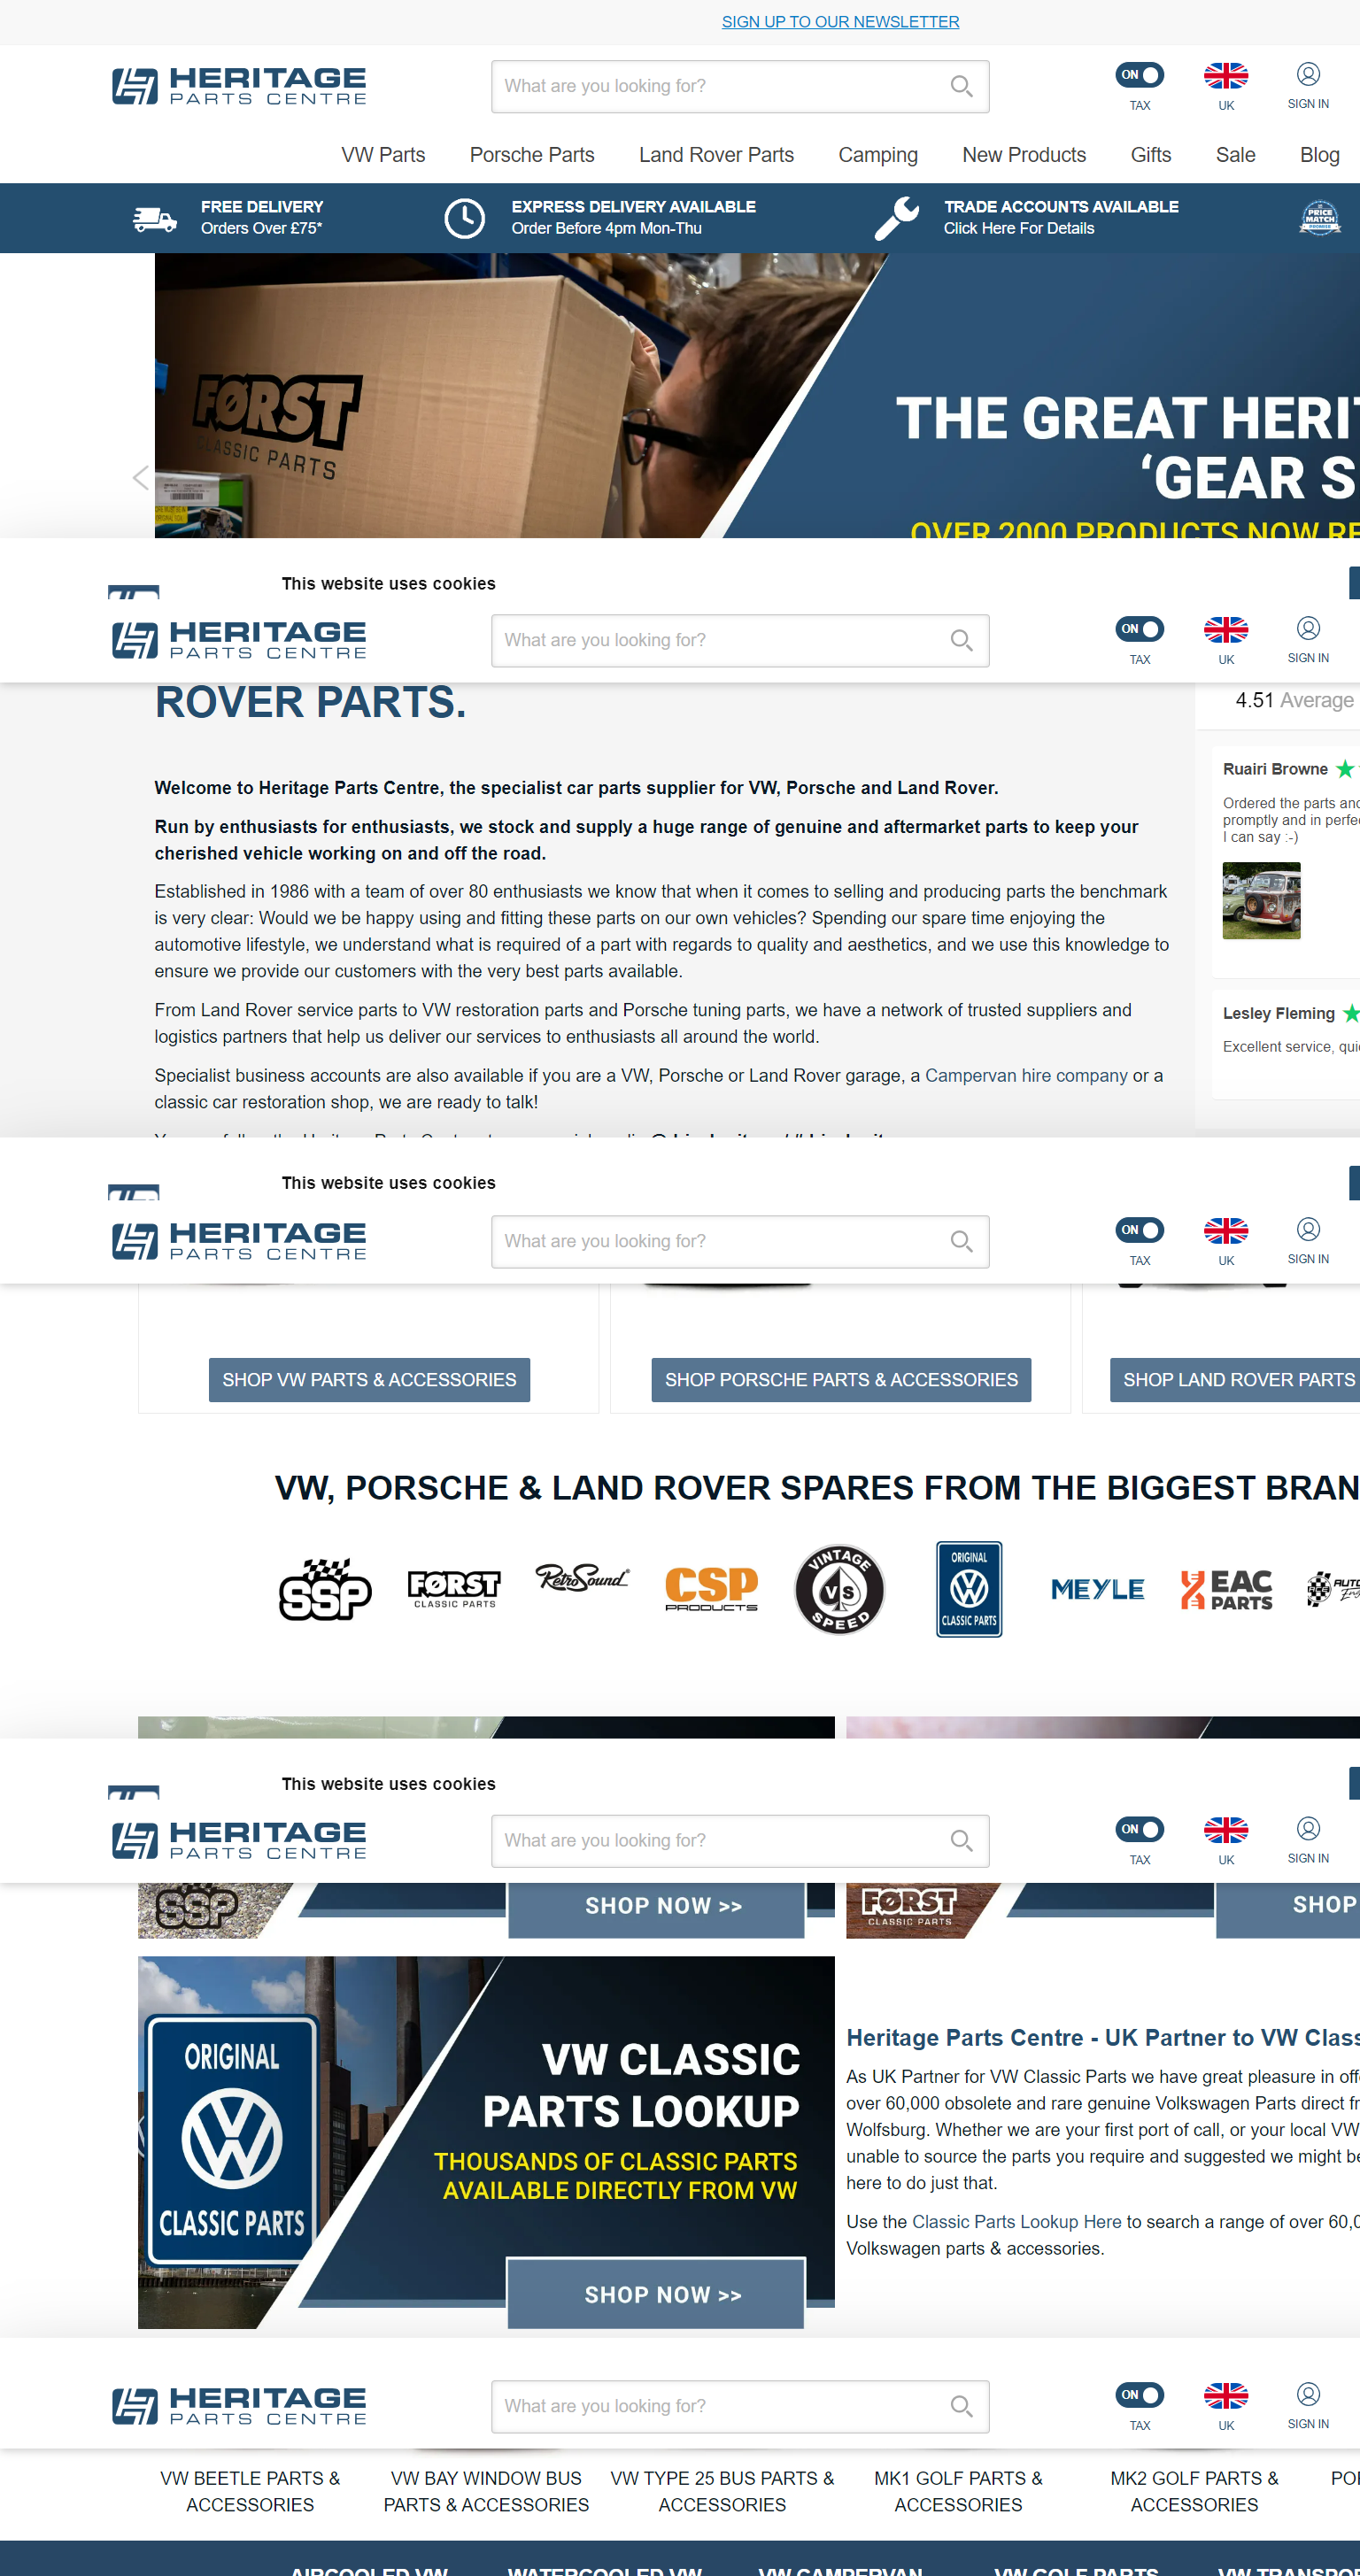 SIGN UP TO OUR NEWSLETTER
HERITAGE
PARTS CENTRE
What are you looking for?
ON
TAX
UK
SIGN IN
VW Parts
Porsche Parts
Land Rover Parts
Camping
New Products
Gifts
Sale
Blog
FREE DELIVERY
Orders Over £75*
EXPRESS DELIVERY AVAILABLE
Order Before 4pm Mon-Thu
TRADE ACCOUNTS AVAILABLE
Click Here For Details
PRICE
MATCH
FØRST
CLASSIC PARTS
THE GREAT HERIT
‘GEAR S
OVER 2000 PRODUCTS NOW RE
This website uses cookies
HERITAGE
PARTS CENTRE
What are you looking for?
ON
TAX
UK
SIGN IN
ROVER PARTS.
4.51 Average
Welcome to Heritage Parts Centre, the specialist car parts supplier for VW, Porsche and Land Rover.
Run by enthusiasts for enthusiasts, we stock and supply a huge range of genuine and aftermarket parts to keep your
cherished vehicle working on and off the road.
Established in 1986 with a team of over 80 enthusiasts we know that when it comes to selling and producing parts the benchmark
is very clear: Would we be happy using and fitting these parts on our own vehicles? Spending our spare time enjoying the
automotive lifestyle, we understand what is required of a part with regards to quality and aesthetics, and we use this knowledge to
ensure we provide our customers with the very best parts available.
From Land Rover service parts to VW restoration parts and Porsche tuning parts, we have a network of trusted suppliers and
logistics partners that help us deliver our services to enthusiasts all around the world.
Specialist business accounts are also available if you are a VW, Porsche or Land Rover garage, a Campervan hire company or a
classic car restoration shop, we are ready to talk!
Ruairi Browne
Ordered the parts and
promptly and in perfe
I can say :-)
Lesley Fleming
Excellent service, qui
This website uses cookies
HERITAGE
PARTS CENTRE
What are you looking for?
ON
TAX
UK
SIGN IN
SHOP VW PARTS & ACCESSORIES
SHOP PORSCHE PARTS & ACCESSORIES
SHOP LAND ROVER PARTS
VW, PORSCHE & LAND ROVER SPARES FROM THE BIGGEST BRAN
SSP
FØRST
CLASSIC PARTS
RetroSound
CSP
PRODUCTS
VINTAGE
VS
SPEED
ORIGINAL
CLASSIC PARTS
MEYLE
EAC
PARTS
This website uses cookies
HERITAGE
PARTS CENTRE
What are you looking for?
ON
TAX
UK
SIGN IN
SSP
SHOP NOW >>
FØRST
CLASSIC PARTS
SHOP
ORIGINAL
CLASSIC PARTS
VW CLASSIC
PARTS LOOKUP
THOUSANDS OF CLASSIC PARTS
AVAILABLE DIRECTLY FROM VW
SHOP NOW >>
Heritage Parts Centre - UK Partner to VW Class
As UK Partner for VW Classic Parts we have great pleasure in off
over 60,000 obsolete and rare genuine Volkswagen Parts direct fr
Wolfsburg. Whether we are your first port of call, or your local VW
unable to source the parts you require and suggested we might be
here to do just that.
Use the Classic Parts Lookup Here to search a range of over 60,0
Volkswagen parts & accessories.
HERITAGE
PARTS CENTRE
What are you looking for?
ON
TAX
UK
SIGN IN
VW BEETLE PARTS &
ACCESSORIES
VW BAY WINDOW BUS
PARTS & ACCESSORIES
VW TYPE 25 BUS PARTS &
ACCESSORIES
MK1 GOLF PARTS &
ACCESSORIES
MK2 GOLF PARTS &
ACCESSORIES
AIRCOOLED VW
WATERCOOLED VW
VW CAMPERVAN
VW GOLF PARTS
VW TRANSPOR